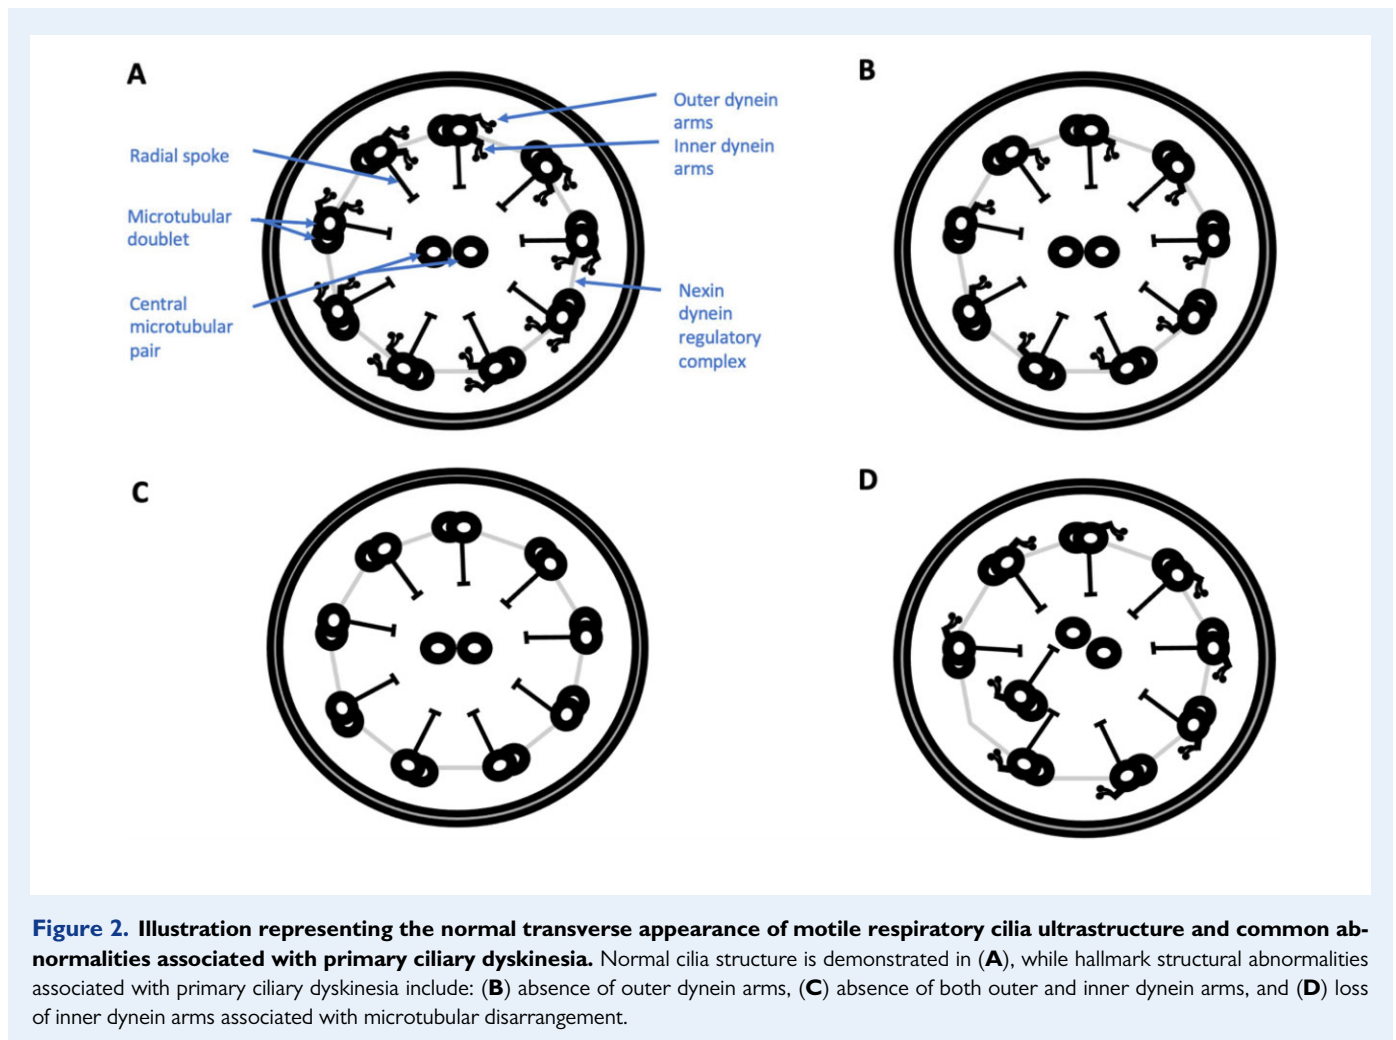 A
B
Outer dynein
arms
Inner dynein
arms
Radial spoke
Microtubular
doublet
Central
microtubular
pair
Nexin
dynein
regulatory
complex
C
D
Figure 2. Illustration representing the normal transverse appearance of motile respiratory cilia ultrastructure and common ab-
normalities associated with primary ciliary dyskinesia. Normal cilia structure is demonstrated in (A), while hallmark structural abnormalities
associated with primary ciliary dyskinesia include: (B) absence of outer dynein arms, (C) absence of both outer and inner dynein arms, and (D) loss
of inner dynein arms associated with microtubular disarrangement.